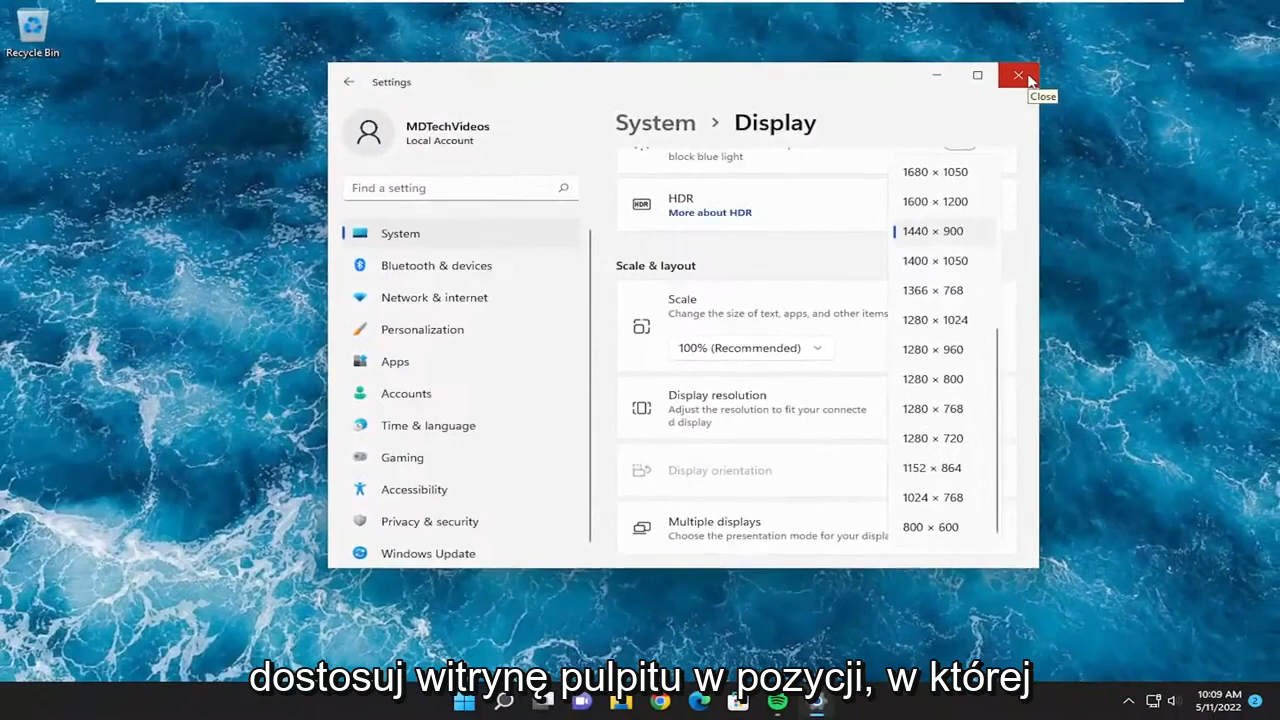 Recycle Bin
Settings
Close
MDTechVideos
Local Account
Find a setting
System
Bluetooth & devices
Network & internet
Personalization
Apps
Accounts
Time & language
Gaming
Accessibility
Privacy & security
Windows Update
System > Display
block blue light
HDR
HDR
More about HDR
Scale & layout
Scale
Change the size of text, apps, and other items
100% (Recommended)
Display resolution
Adjust the resolution to fit your connecte
d display
Display orientation
Multiple displays
Choose the presentation mode for your displa
1680 × 1050
1600 × 1200
1440 × 900
1400 × 1050
1366 × 768
1280 × 1024
1280 × 960
1280 × 800
1280 × 768
1280 × 720
1152 × 864
1024 × 768
800 × 600
dostosuj witrynę pulpitu w pozycji, w której
10:09 AM
5/11/2022
2